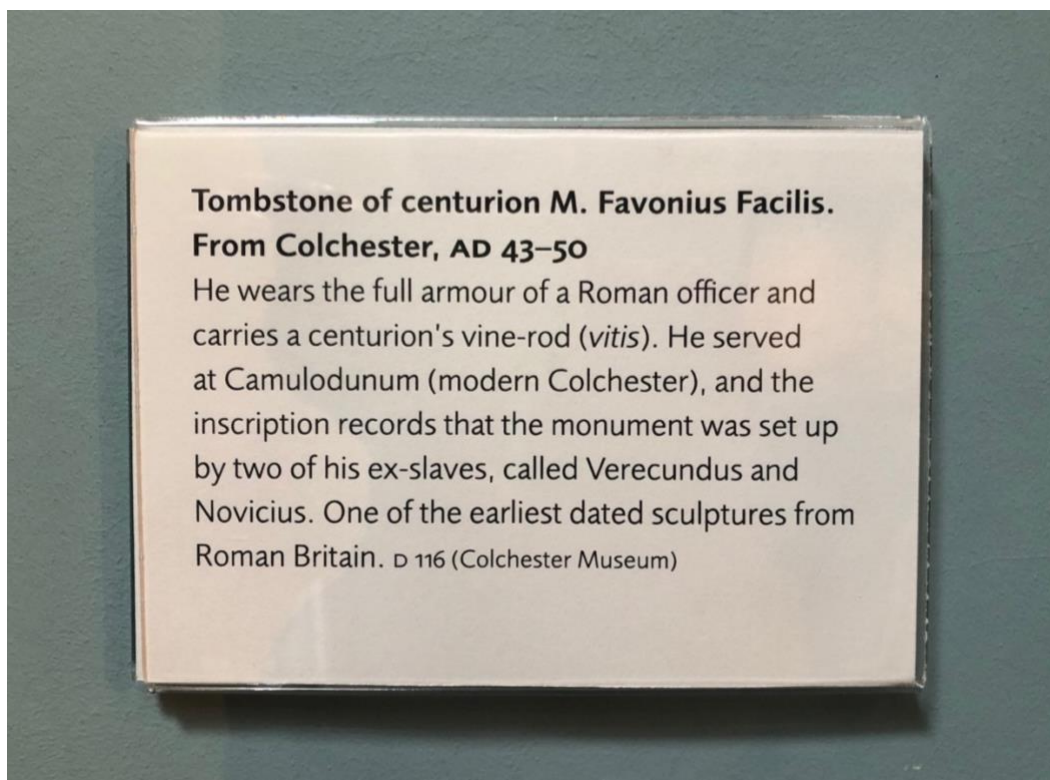 Tombstone of centurion M. Favonius Facilis.
From Colchester, AD 43–50
He wears the full armour of a Roman officer and
carries a centurion's vine-rod (vitis). He served
at Camulodunum (modern Colchester), and the
inscription records that the monument was set up
by two of his ex-slaves, called Verecundus and
Novicius. One of the earliest dated sculptures from
Roman Britain. D 116 (Colchester Museum)